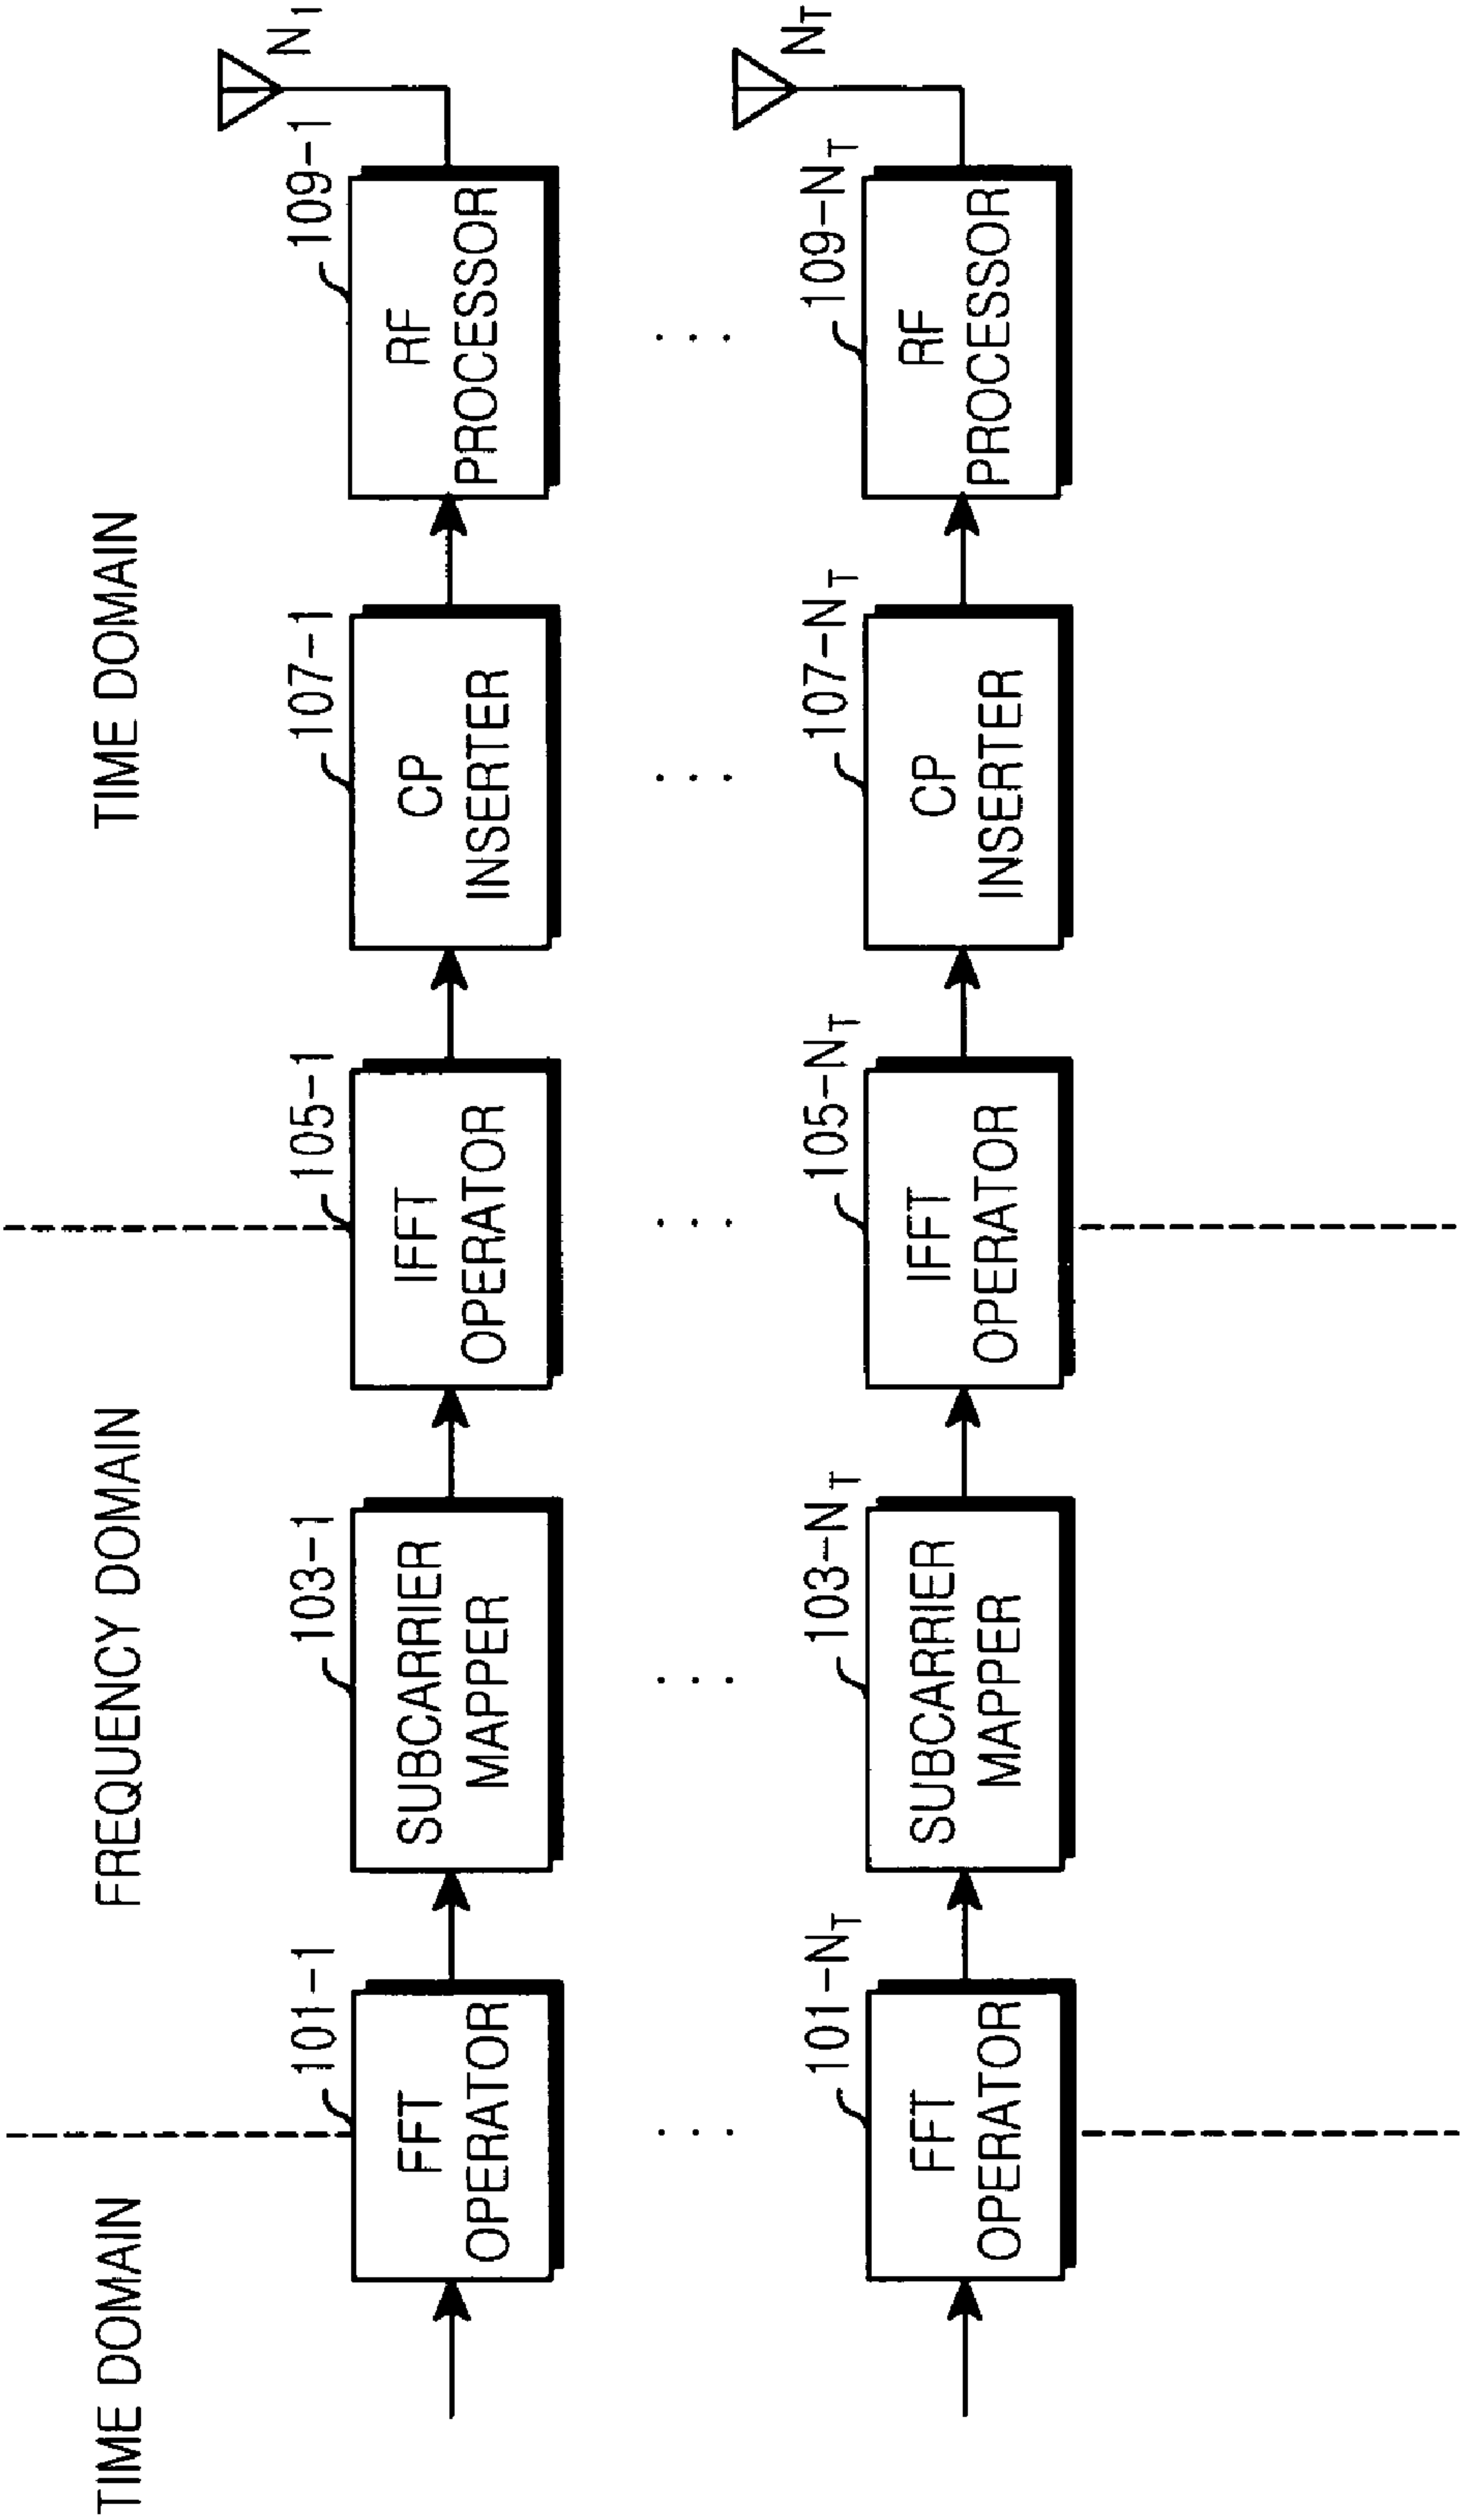 TIME DOMAIN
FREQUENCY DOMAIN
TIME DOMAIN
101-1
FFT
OPERATOR
103-1
SUBCARRIER
MAPPER
105-1
IFFT
OPERATOR
107-1
CP
INSERTER
109-1
RF
PROCESSOR
N1
. . .
. . .
. . .
. . .
. . .
101-NT
FFT
OPERATOR
103-NT
SUBCARRIER
MAPPER
105-NT
IFFT
OPERATOR
107-NT
CP
INSERTER
109-NT
RF
PROCESSOR
NT